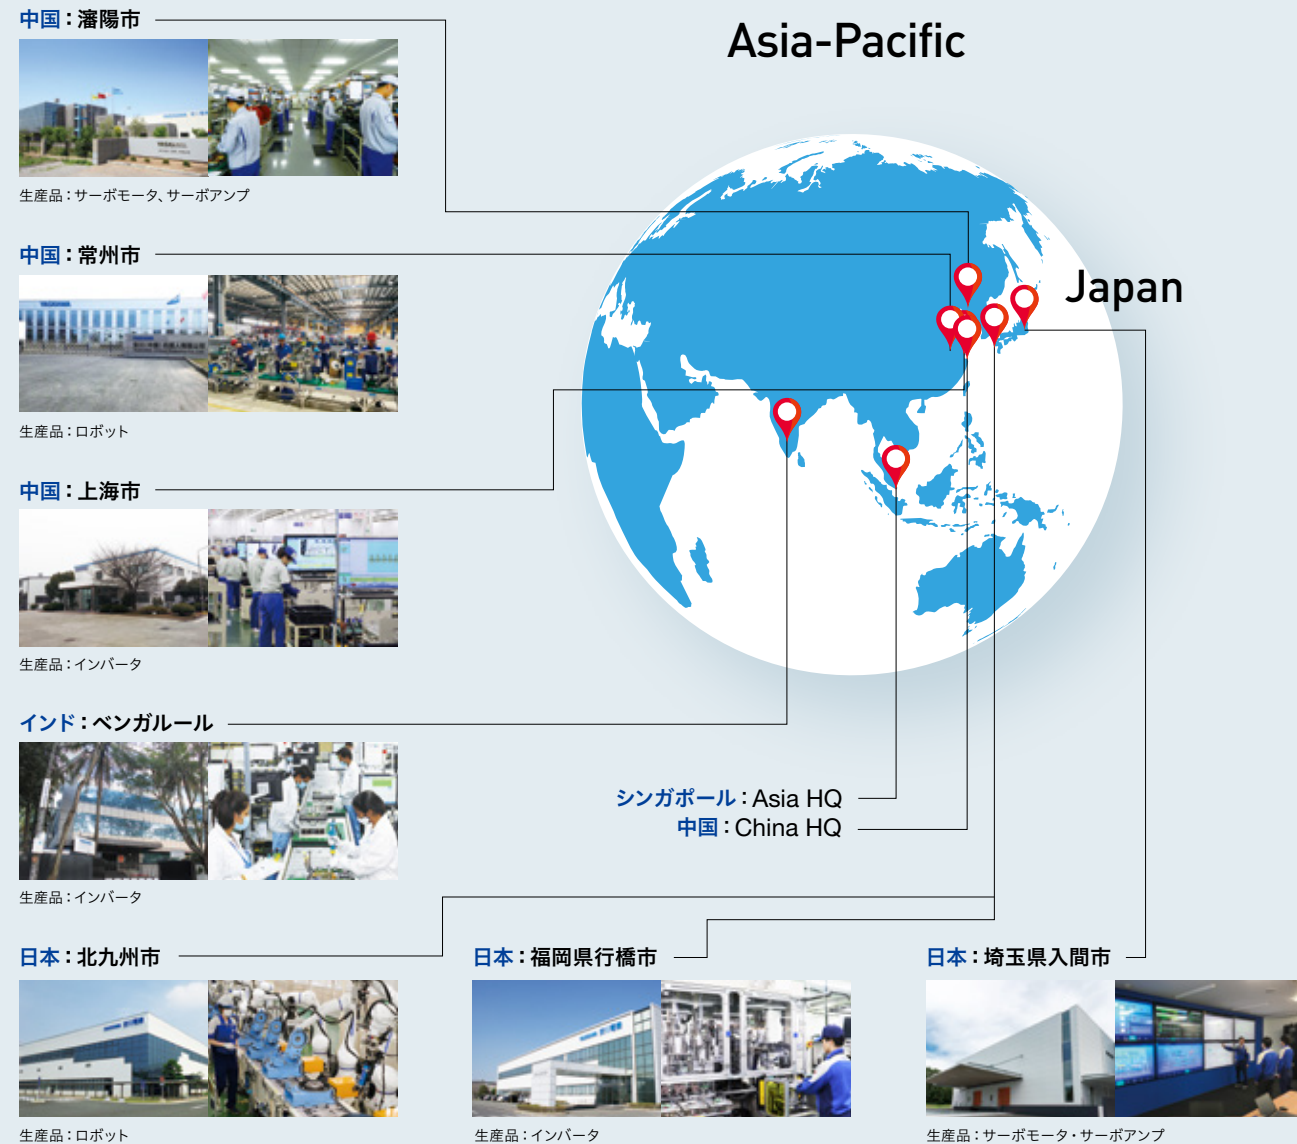 Asia-Pacific
Japan
中国：瀋陽市
生産品：サーボモータ、サーボアンプ
中国：常州市
YASKAWA
生産品：ロボット
中国：上海市
生産品：インバータ
インド：ベンガルール
生産品：インバータ
シンガポール：Asia HQ
中国：China HQ
日本：北九州市
生産品：ロボット
日本：福岡県行橋市
生産品：インバータ
日本：埼玉県入間市
生産品：サーボモータ・サーボアンプ